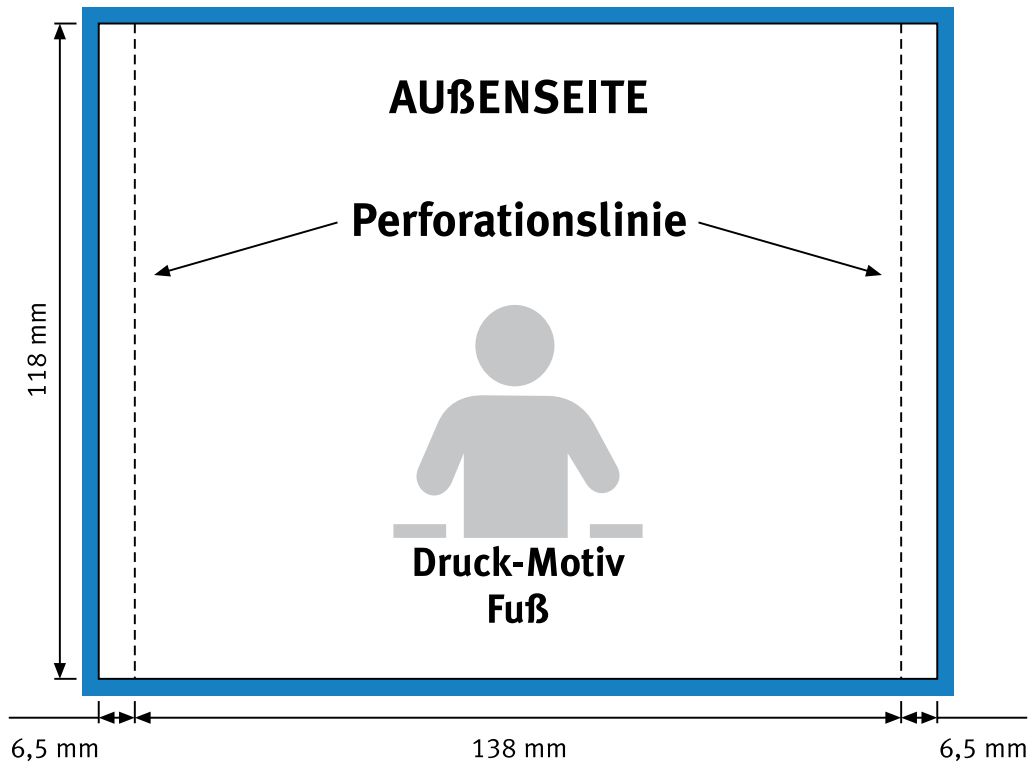 AUßENSEITE
Perforationslinie
118 mm
Druck-Motiv
Fuß
6,5 mm
138 mm
6,5 mm